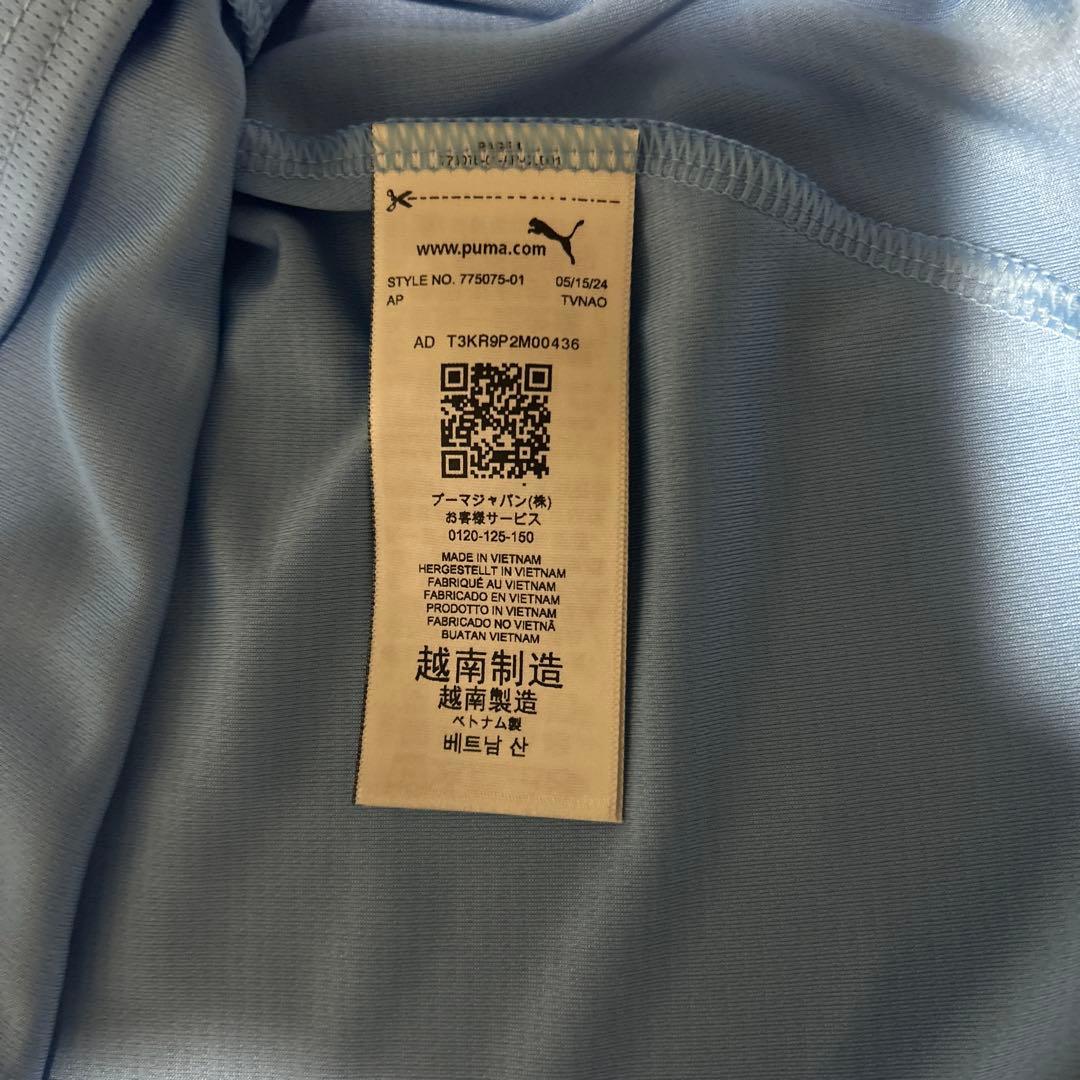 www.puma.com
STYLE NO. 775075-01 05/15/24
AP TVNAO
AD T3KR9P2M00436
プーマジャパン(株)
お客様サービス
0120-125-150
MADE IN VIETNAM
HERGESTELLT IN VIETNAM
FABRIQUÉ AU VIETNAM
FABRICADO EN VIETNAM
PRODOTTO IN VIETNAM
FABRICADO NO VIETNÃ
BUATAN VIETNAM
越南制造
越南製造
ベトナム製
베트남 산